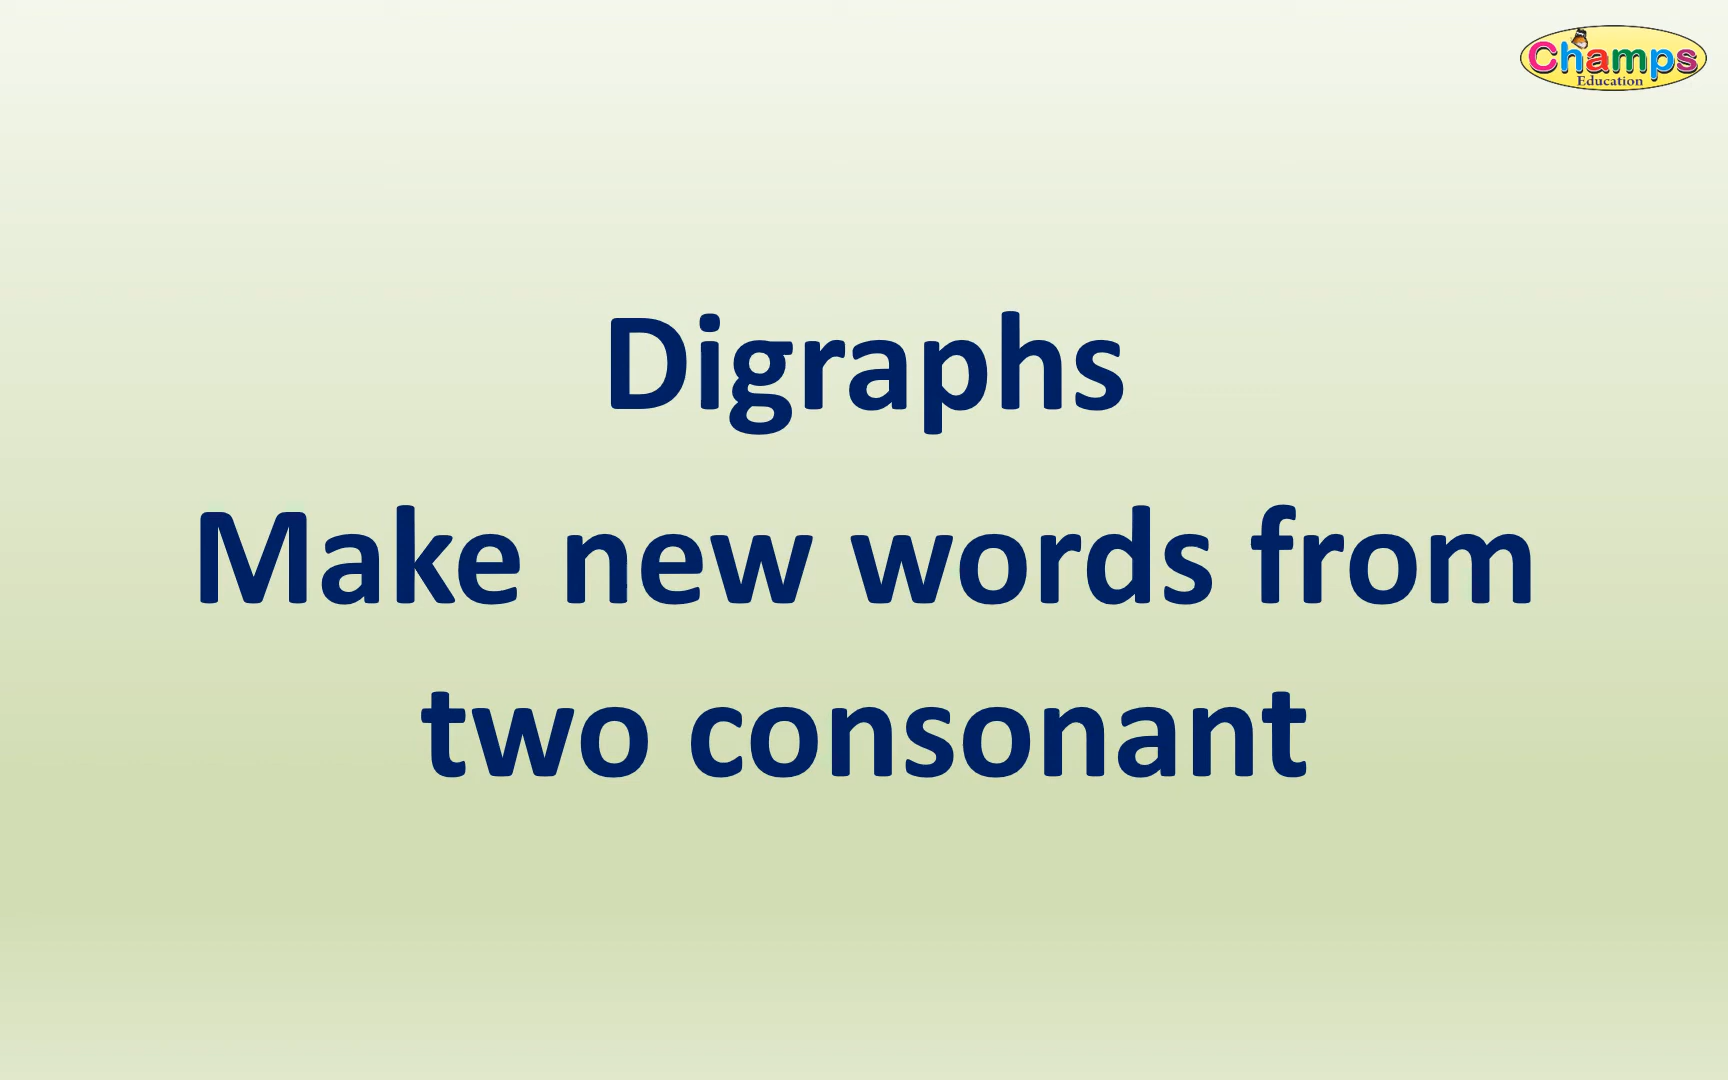 Champs
Education
Digraphs
Make new words from
two consonant